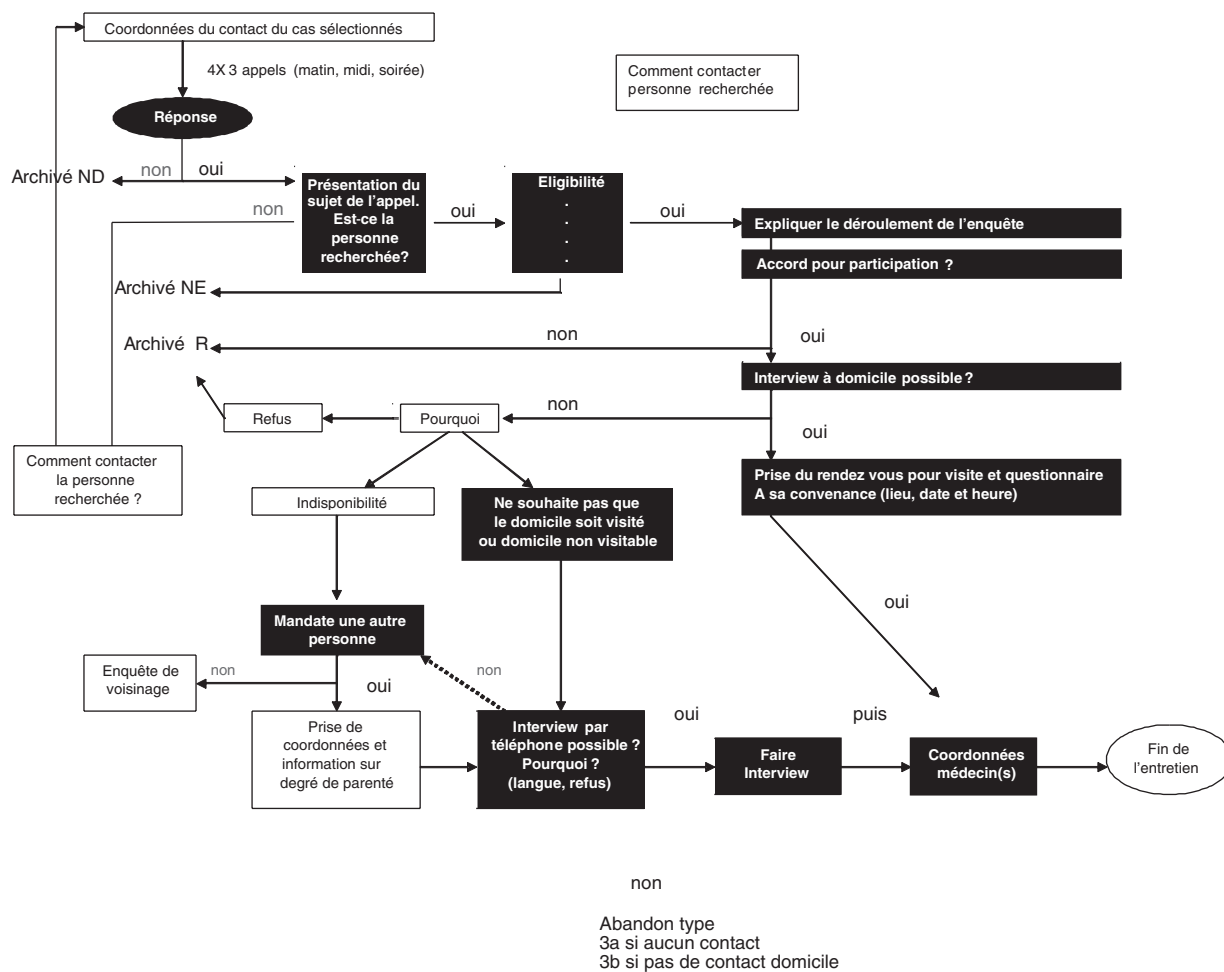 Coordonnées du contact du cas sélectionnés
4X 3 appels (matin, midi, soirée)
Comment contacter
personne recherchée
Réponse
Archivé ND
non
oui
non
Présentation du
sujet de l'appel.
Est-ce la
personne
recherchée?
oui
Eligibilité
.
.
.
.
oui
Expliquer le déroulement de l'enquête
Accord pour participation ?
Archivé NE
Archivé R
non
oui
Interview à domicile possible ?
Refus
Pourquoi
non
oui
Comment contacter
la personne
recherchée ?
Prise du rendez vous pour visite et questionnaire
A sa convenance (lieu, date et heure)
Indisponibilité
Ne souhaite pas que
le domicile soit visité
ou domicile non visitable
oui
Mandate une autre
personne
Enquête de
voisinage
non
oui
non
Prise de
coordonnées et
information sur
degré de parenté
Interview par
téléphone possible ?
Pourquoi ?
(langue, refus)
oui
Faire
Interview
puis
Coordonnées
médecin(s)
Fin de
l'entretien
non
Abandon type
3a si aucun contact
3b si pas de contact domicile